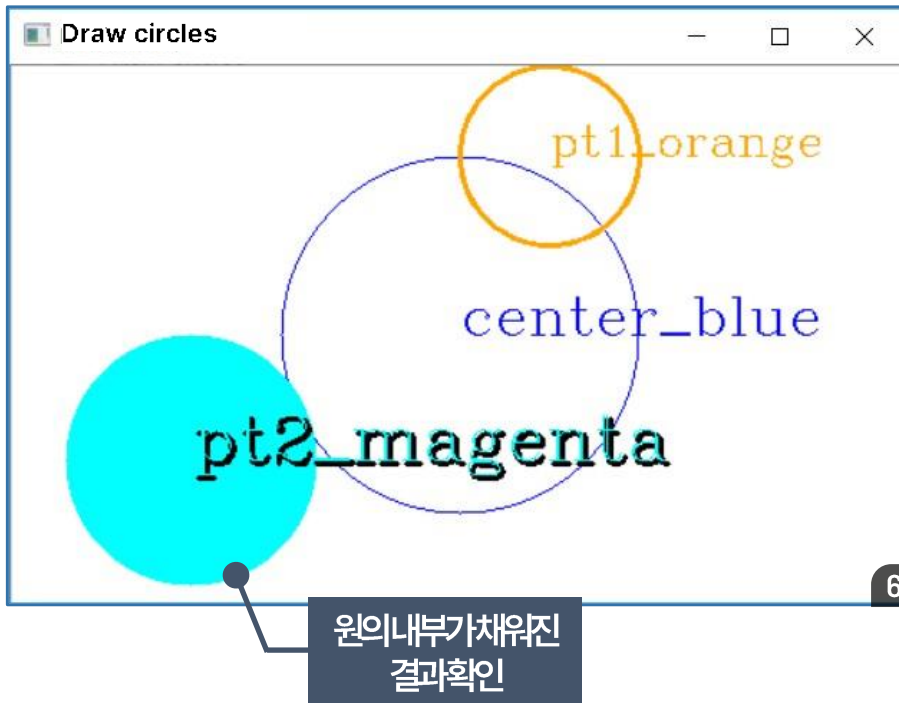 Draw circles
pt1_orange
center_blue
pt2_magenta
6
원의 내부가 채워진
결과 확인